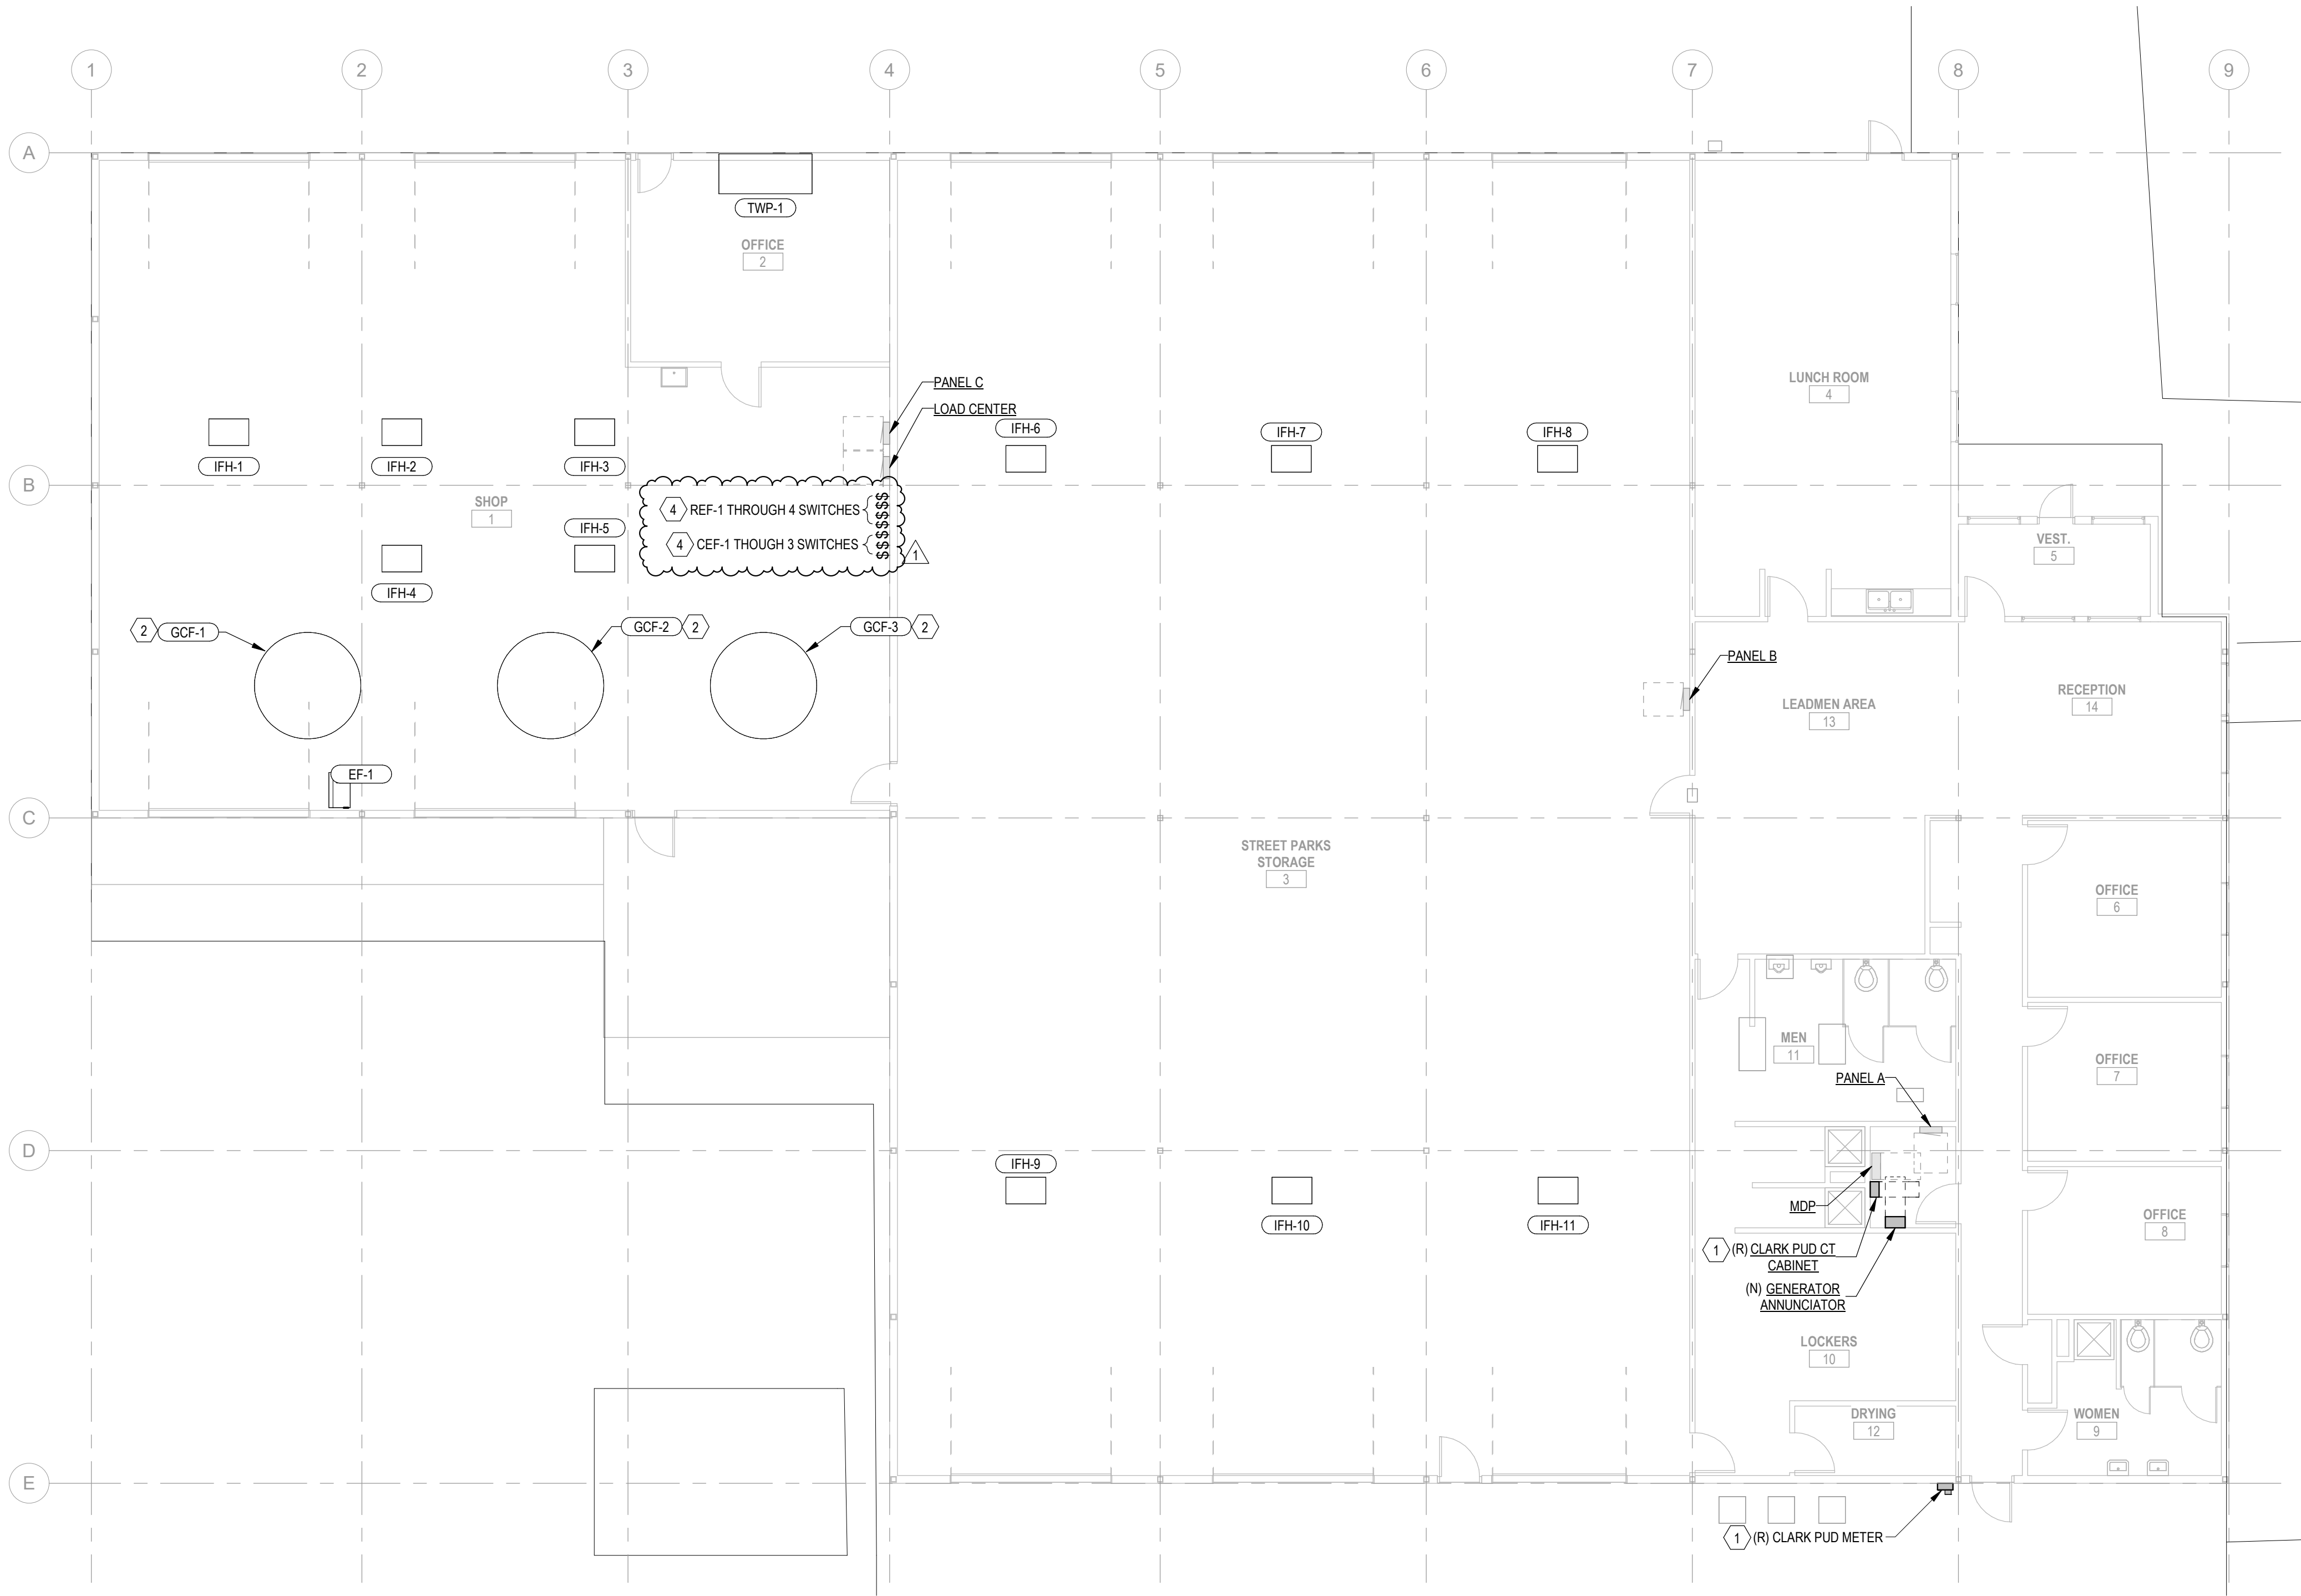 1
2
3
4
5
6
7
8
9
A
TWP-1
OFFICE
2
PANEL C
LOAD CENTER
LUNCH ROOM
4
IFH-1
IFH-2
IFH-3
IFH-6
IFH-7
IFH-8
B
SHOP
1
4 REF-1 THROUGH 4 SWITCHES { $$$$
4 CEF-1 THOUGH 3 SWITCHES { $$$
1
IFH-5
IFH-4
VEST.
5
2 GCF-1
GCF-2 2
GCF-3 2
PANEL B
LEADMEN AREA
13
RECEPTION
14
EF-1
C
STREET PARKS
STORAGE
3
OFFICE
6
MEN
11
OFFICE
7
PANEL A
D
IFH-9
IFH-10
IFH-11
MDP
OFFICE
8
1 (R) CLARK PUD CT
CABINET
(N) GENERATOR
ANNUNCIATOR
LOCKERS
10
DRYING
12
WOMEN
9
E
1 (R) CLARK PUD METER